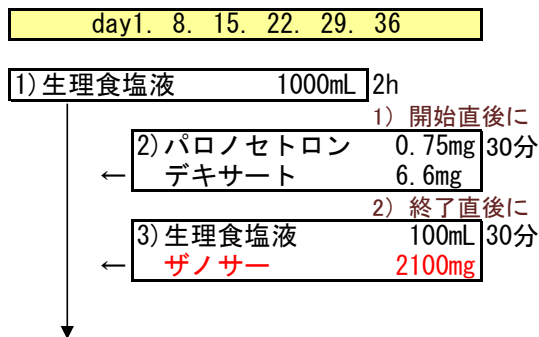 day1. 8. 15. 22. 29. 36
1)生理食塩液 1000mL 2h
1) 開始直後に
2)パロノセトロン 0.75mg 30分
← デキサート 6.6mg
2) 終了直後に
3)生理食塩液 100mL 30分
← ザノサー 2100mg